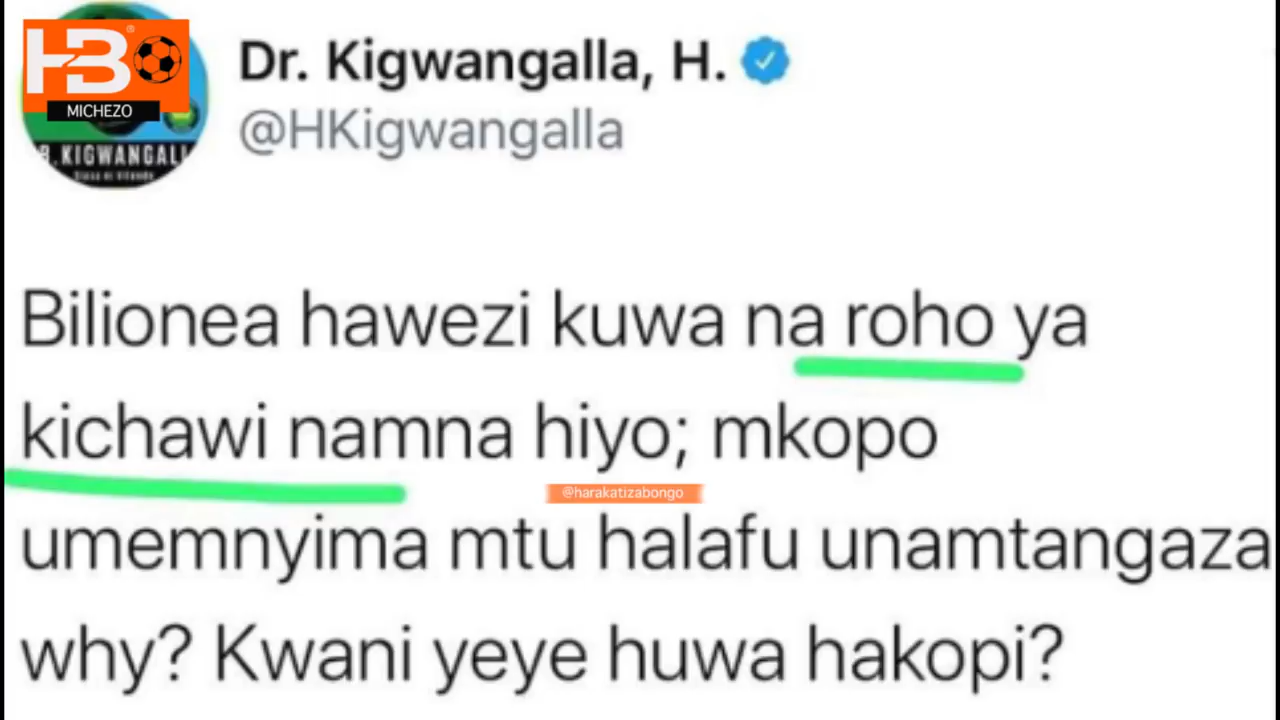 HBO
MICHEZO
Dr. Kigwangalla, H.
@HKigwangalla
.KIGWANGALL
Bilionea hawezi kuwa na roho ya
kichawi namna hiyo; mkopo
@harakatizabongo
umemnyima mtu halafu unamtangaza
why? Kwani yeye huwa hakopi?